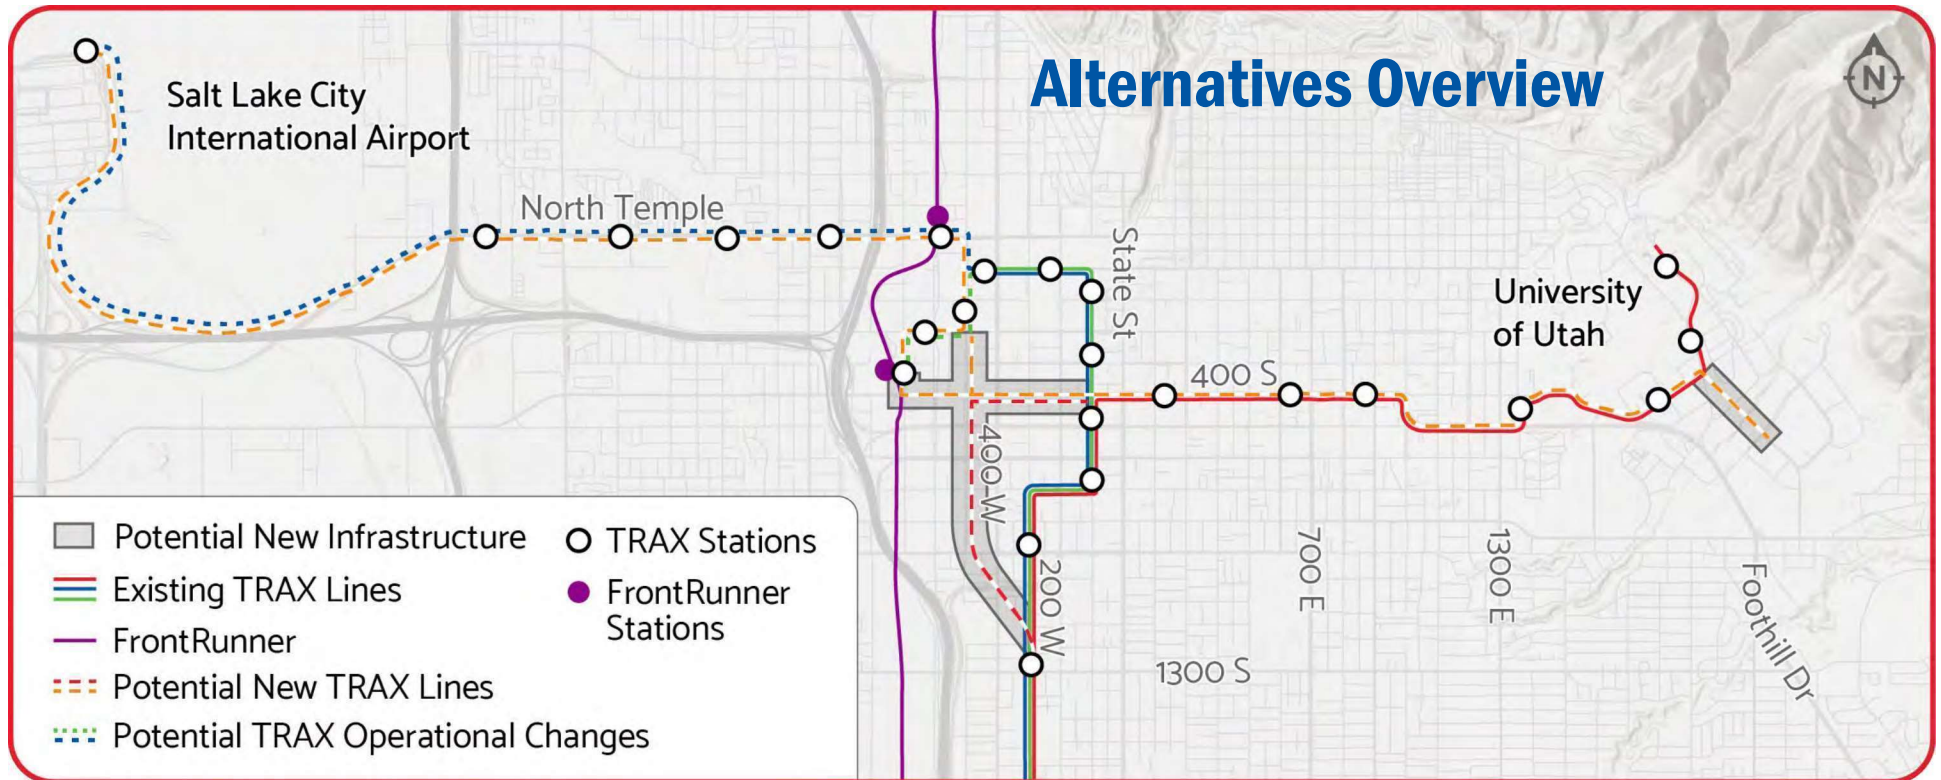 Alternatives Overview
N
Salt Lake City
International Airport
North Temple
State St
University
of Utah
400 S
400 W
200 W
700 E
1300 E
Foothill Dr
1300 S
Potential New Infrastructure
Existing TRAX Lines
FrontRunner
Potential New TRAX Lines
Potential TRAX Operational Changes
TRAX Stations
FrontRunner
Stations